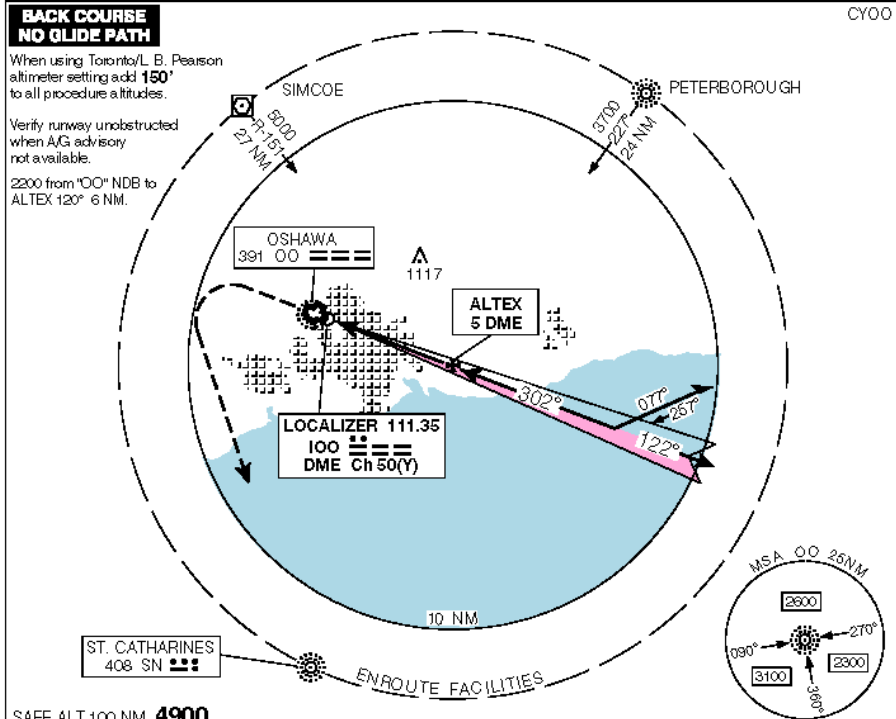 BACK COURSE
NO GLIDE PATH
CYOO
When using Toronto/L. B. Pearson
altimeter setting add 150'
to all procedure altitudes.
Verify runway unobstructed
when A/G advisory
not available.
2200 from "OO" NDB to
ALTEX 120° 6 NM.
SIMCOE
5000
R-151
27 NM
PETERBOROUGH
3700
227°
24 NM
OSHAWA
391 OO
1117
ALTEX
5 DME
302°
077°
257°
122°
LOCALIZER 111.35
IOO
DME Ch 50(Y)
10 NM
ST. CATHARINES
408 SN
ENROUTE FACILITIES
MSA OO 25NM
2600
270°
090°
2300
3100
360°
SAFE ALT 100 NM 4900